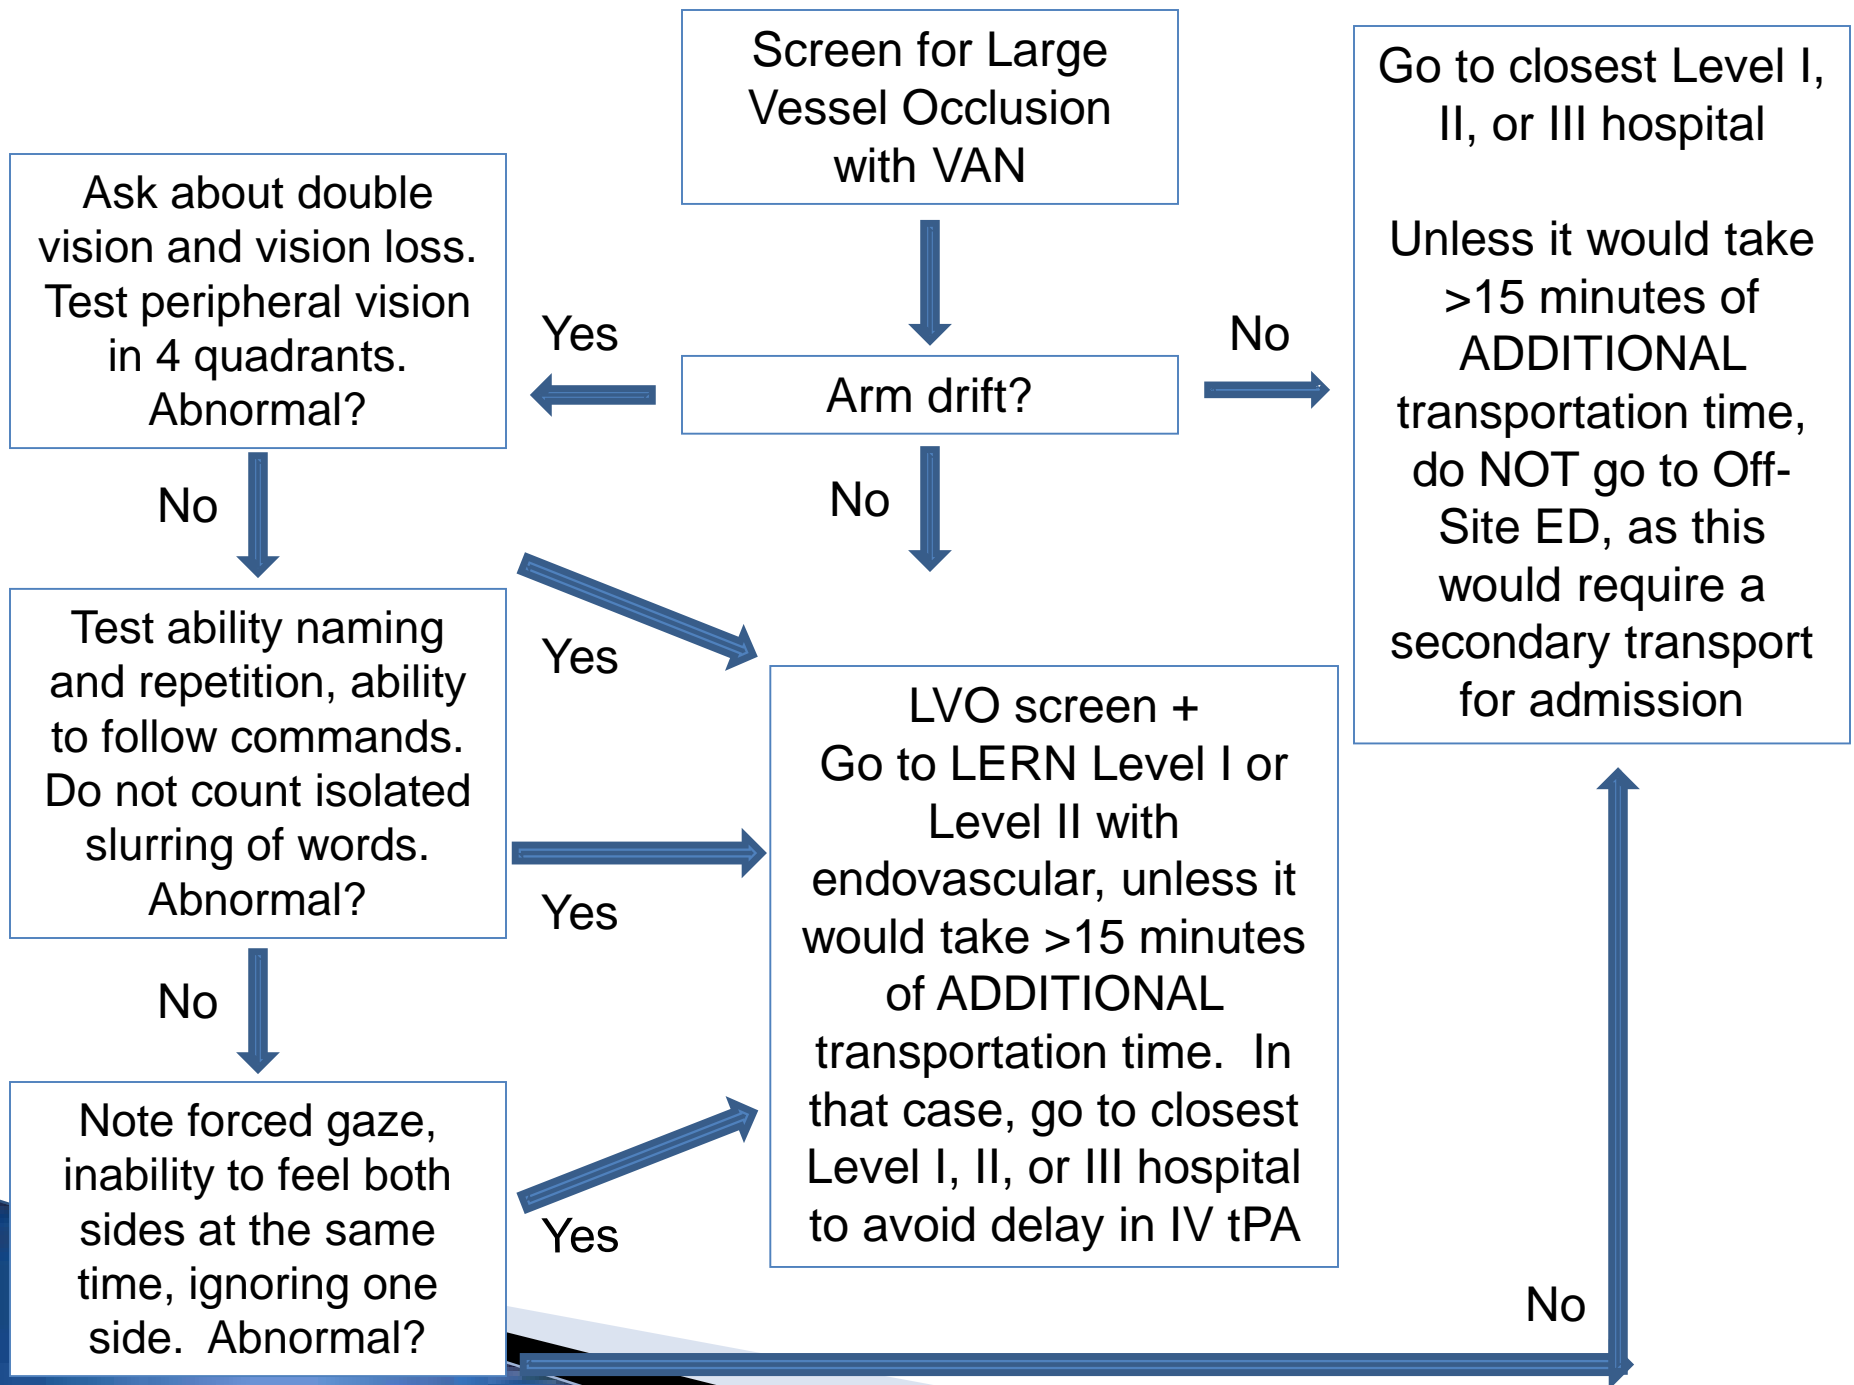 Screen for Large
Vessel Occlusion
with VAN
Go to closest Level I,
II, or III hospital
Unless it would take
>15 minutes of
ADDITIONAL
transportation time,
do NOT go to Off-
Site ED, as this
would require a
secondary transport
for admission
Ask about double
vision and vision loss.
Test peripheral vision
in 4 quadrants.
Abnormal?
Yes
Arm drift?
No
No
No
Test ability naming
and repetition, ability
to follow commands.
Do not count isolated
slurring of words.
Abnormal?
Yes
Yes
LVO screen +
Go to LERN Level I or
Level II with
endovascular, unless it
would take >15 minutes
of ADDITIONAL
transportation time.  In
that case, go to closest
Level I, II, or III hospital
to avoid delay in IV tPA
No
Note forced gaze,
inability to feel both
sides at the same
time, ignoring one
side.  Abnormal?
Yes
No